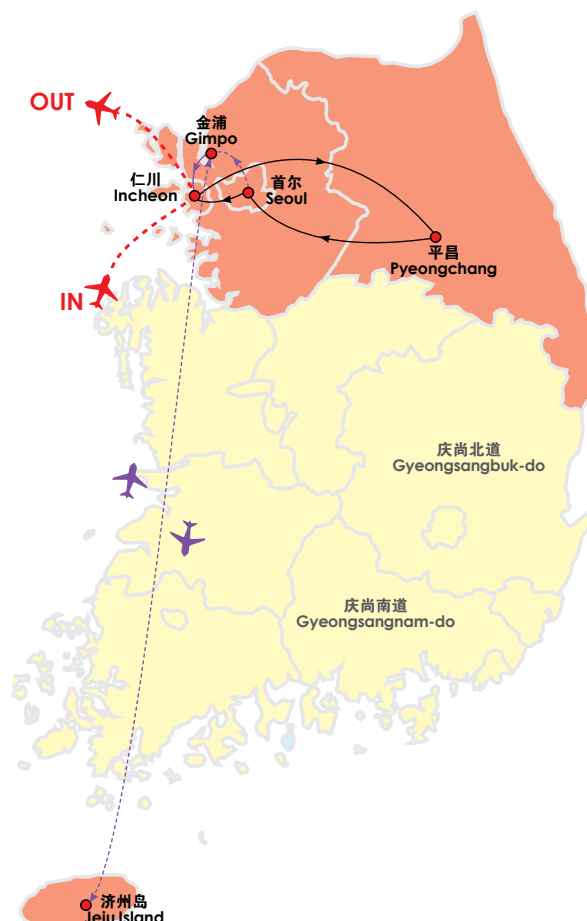 OUT
金浦
Gimpo
仁川
Incheon
首尔
Seoul
平昌
Pyeongchang
IN
庆尚北道
Gyeongsangbuk-do
庆尚南道
Gyeongsangnam-do
济州岛
Jeju Island